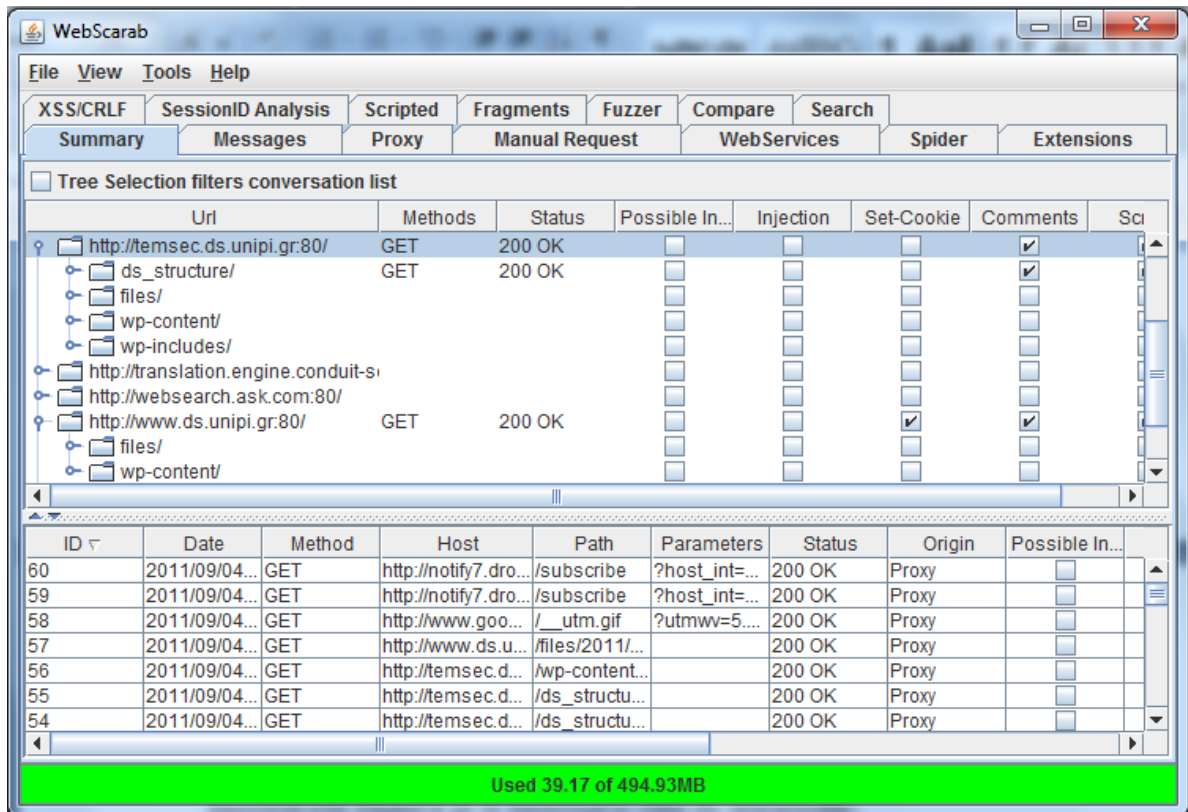 WebScarab
File View Tools Help
XSS/CRLF SessionID Analysis Scripted Fragments Fuzzer Compare Search
Summary Messages Proxy Manual Request WebServices Spider Extensions
Tree Selection filters conversation list
Url Methods Status Possible In... Injection Set-Cookie Comments Scr
http://temsec.ds.unipi.gr:80/ GET 200 OK
ds_structure/ GET 200 OK
files/
wp-content/
wp-includes/
http://translation.engine.conduit-s
http://websearch.ask.com:80/
http://www.ds.unipi.gr:80/ GET 200 OK
files/
wp-content/
ID Date Method Host Path Parameters Status Origin Possible In...
60 2011/09/04... GET http://notify7.dro... /subscribe ?host_int=... 200 OK Proxy
59 2011/09/04... GET http://notify7.dro... /subscribe ?host_int=... 200 OK Proxy
58 2011/09/04... GET http://www.goo... /__utm.gif ?utmwv=5.... 200 OK Proxy
57 2011/09/04... GET http://www.ds.u... /files/2011/... 200 OK Proxy
56 2011/09/04... GET http://temsec.d... /wp-content... 200 OK Proxy
55 2011/09/04... GET http://temsec.d... /ds_structu... 200 OK Proxy
54 2011/09/04... GET http://temsec.d... /ds_structu... 200 OK Proxy
Used 39.17 of 494.93MB